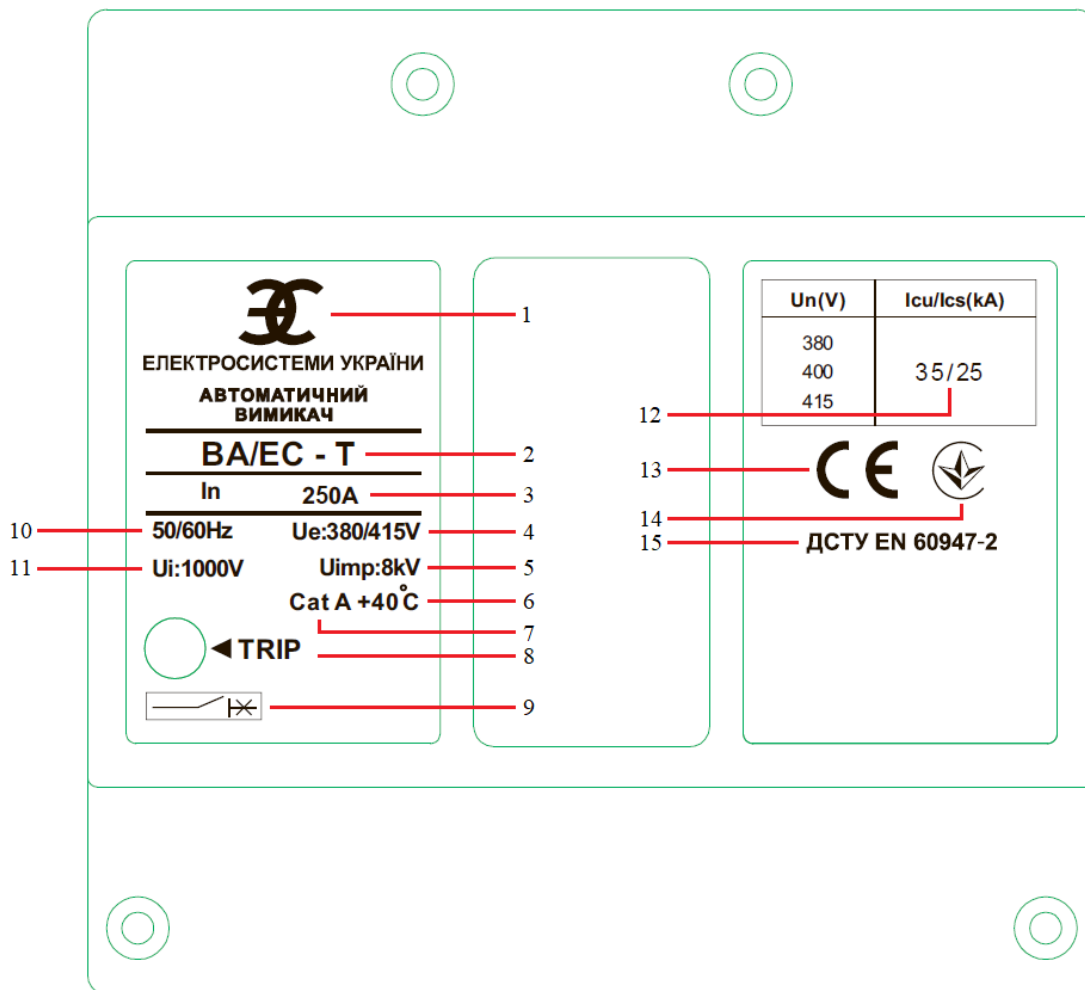 ЕЛЕКТРОСИСТЕМИ УКРАЇНИ
АВТОМАТИЧНИЙ
ВИМИКАЧ
ВА/ЕС - Т
In 250A
50/60Hz Ue:380/415V
Ui:1000V Uimp:8kV
Cat A +40°C
◄TRIP
1
2
3
4
5
6
7
8
9
10
11
Un(V) Icu/Ics(kA)
380
400
415
35/25
CE
ДСТУ EN 60947-2
12
13
14
15